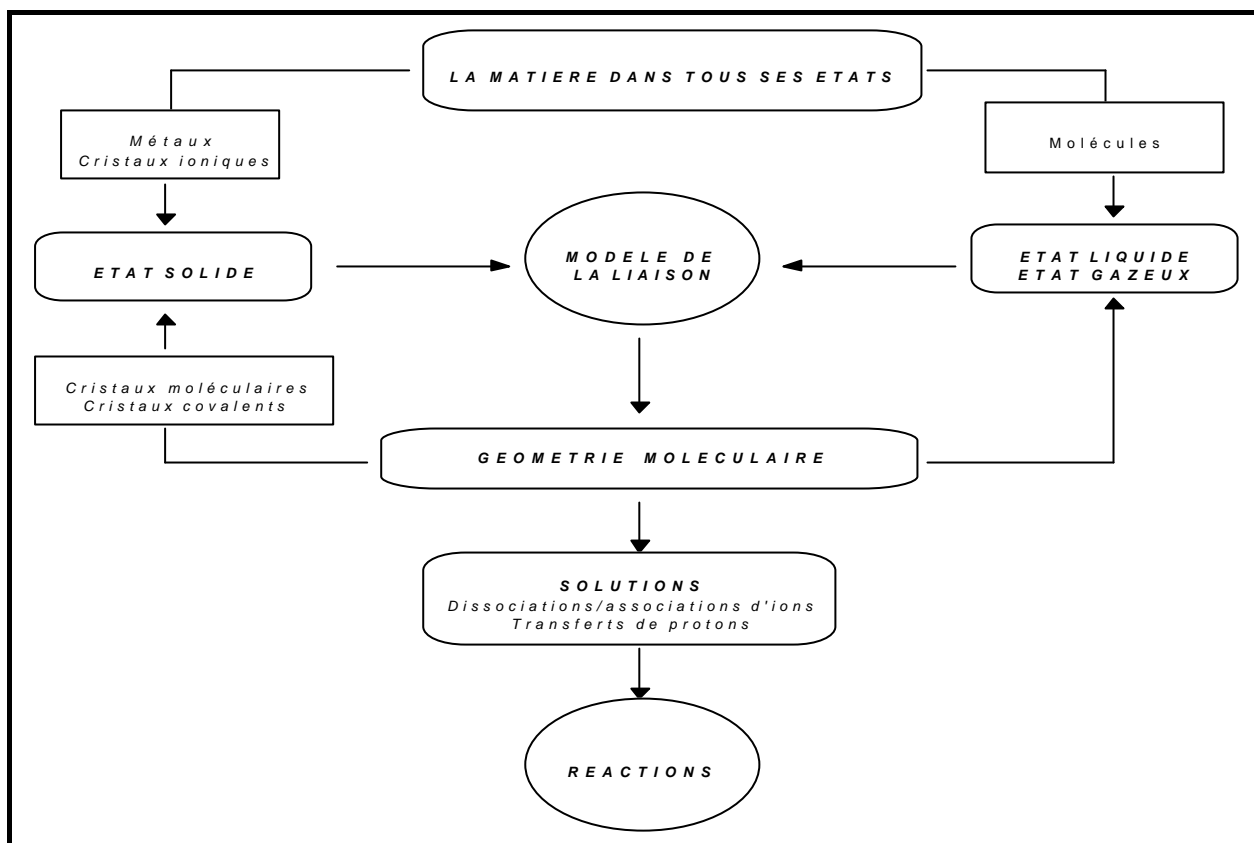 LA MATIERE DANS TOUS SES ETATS
Métaux
Cristaux ioniques
Molécules
ETAT SOLIDE
MODELE DE
LA LIAISON
ETAT LIQUIDE
ETAT GAZEUX
Cristaux moléculaires
Cristaux covalents
GEOMETRIE MOLECULAIRE
SOLUTIONS
Dissociations/associations d'ions
Transferts de protons
REACTIONS